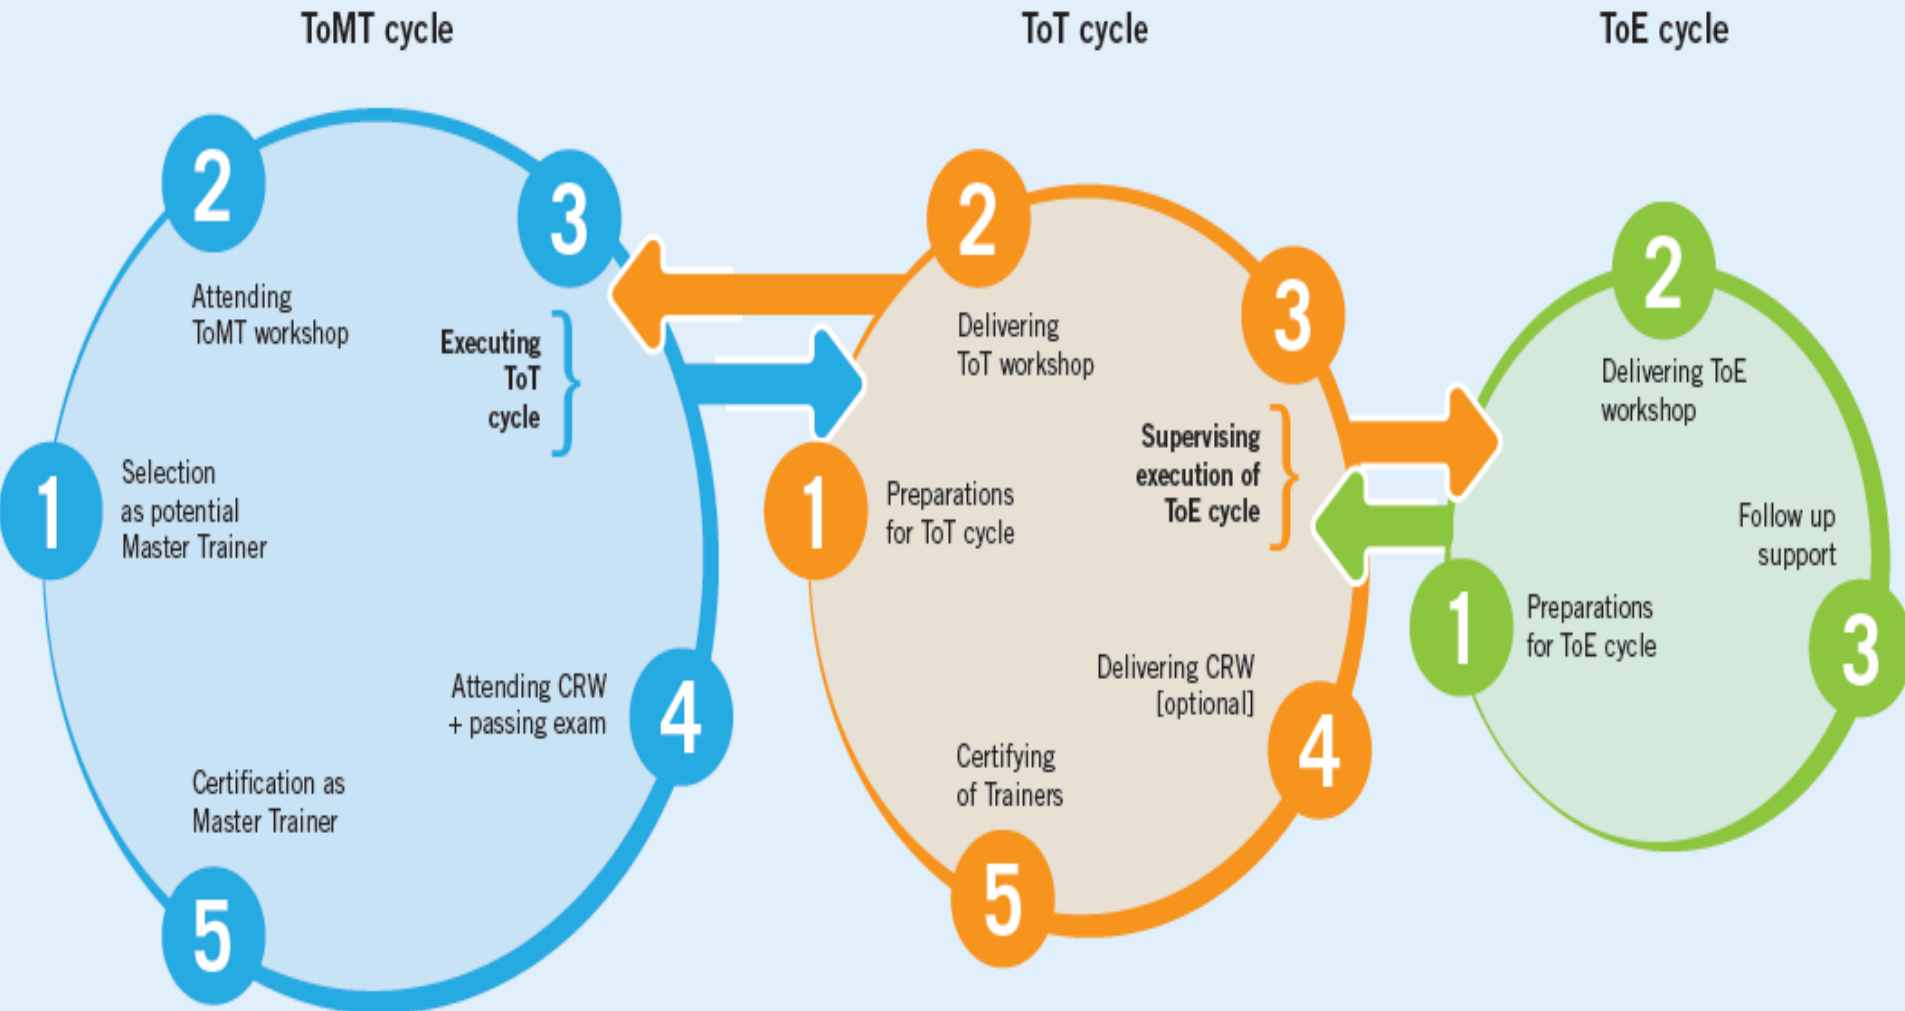 ToMT cycle
ToT cycle
ToE cycle
1
Selection
as potential
Master Trainer
2
Attending
ToMT workshop
3
Executing
ToT
cycle
4
Attending CRW
+ passing exam
5
Certification as
Master Trainer
1
Preparations
for ToT cycle
2
Delivering
ToT workshop
3
Supervising
execution of
ToE cycle
4
Delivering CRW
[optional]
5
Certifying
of Trainers
1
Preparations
for ToE cycle
2
Delivering ToE
workshop
3
Follow up
support